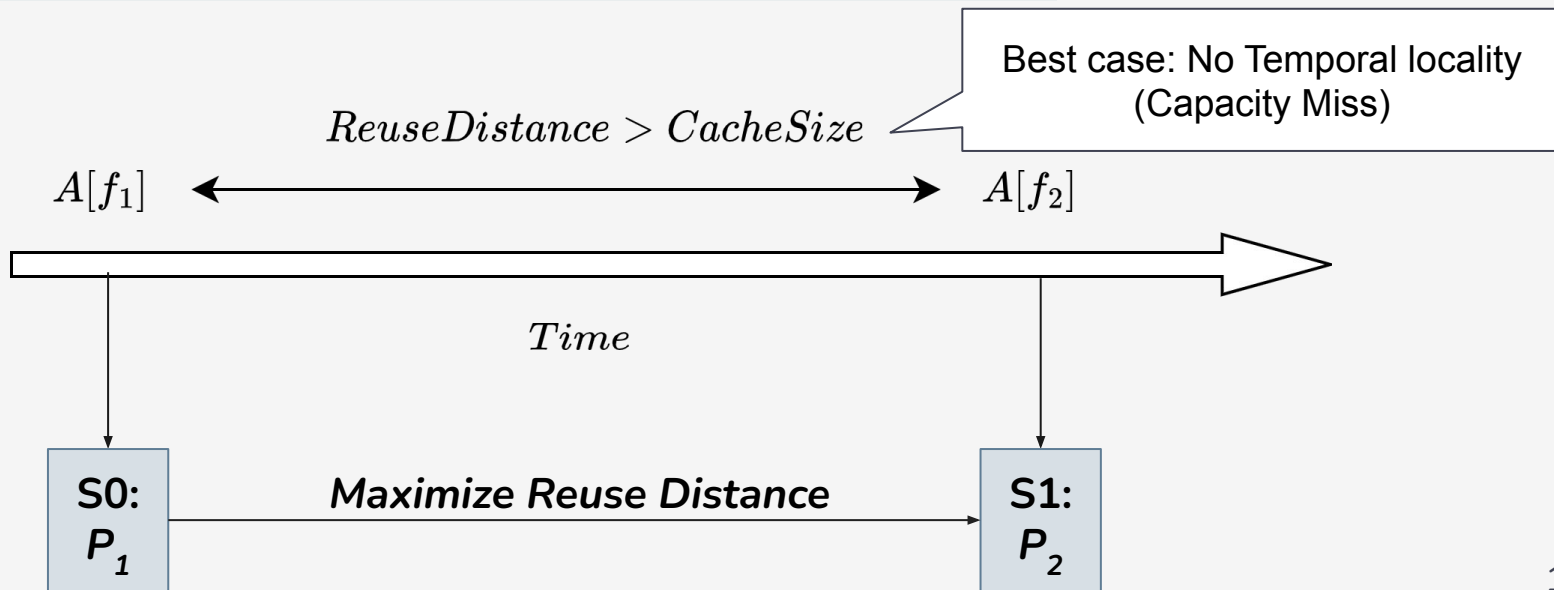 Best case: No Temporal locality
(Capacity Miss)
ReuseDistance > CacheSize
A[f₁]
A[f₂]
Time
S0:
P₁
Maximize Reuse Distance
S1:
P₂